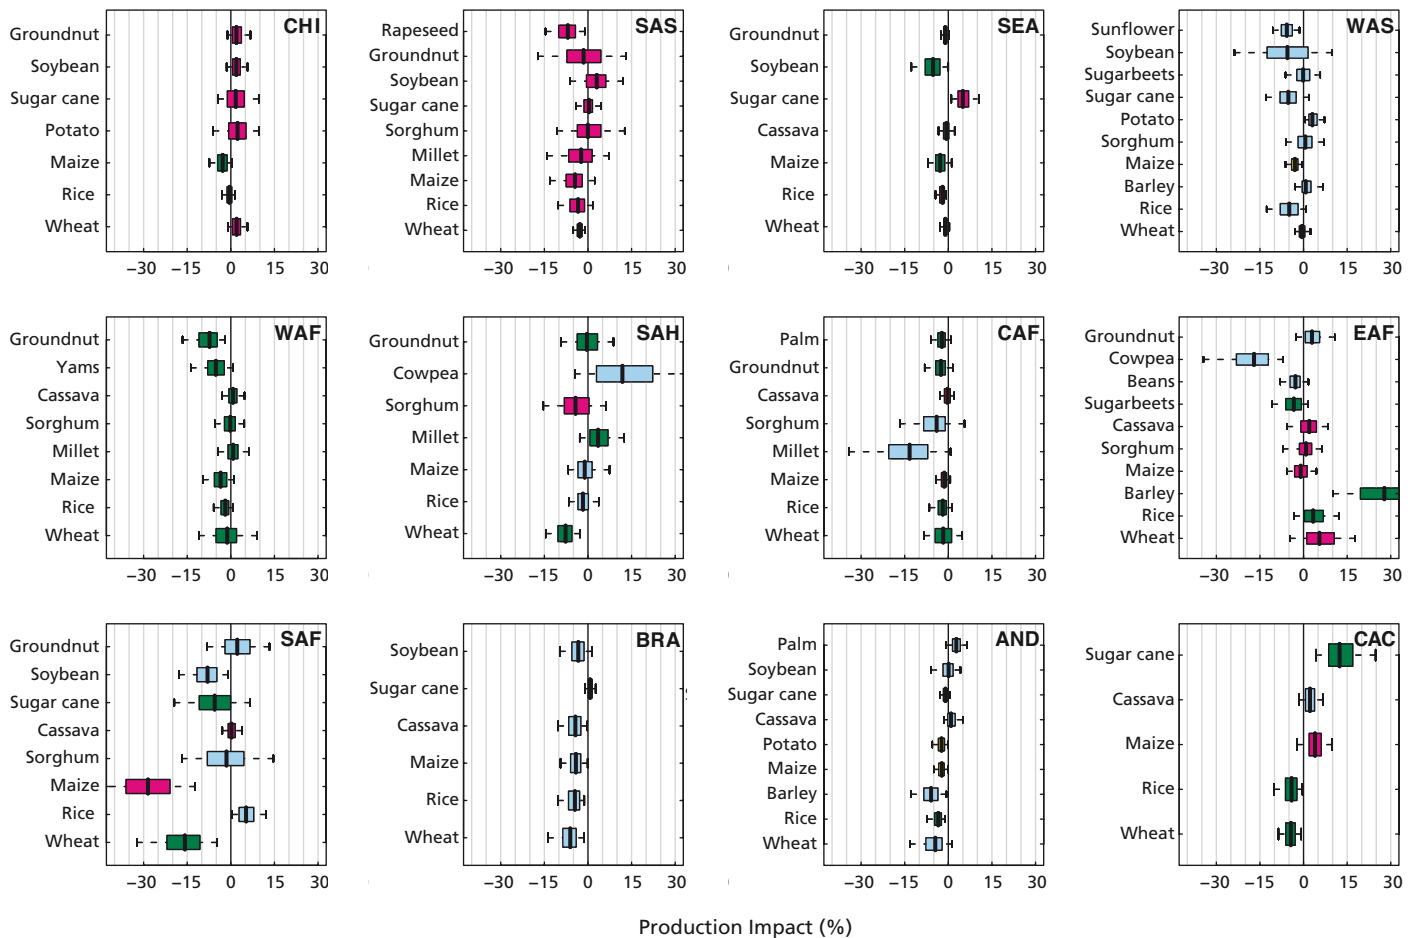 CHI
Groundnut
Soybean
Sugar cane
Potato
Maize
Rice
Wheat
−30 −15 0 15 30
SAS
Rapeseed
Groundnut
Soybean
Sugar cane
Sorghum
Millet
Maize
Rice
Wheat
−30 −15 0 15 30
SEA
Groundnut
Soybean
Sugar cane
Cassava
Maize
Rice
Wheat
−30 −15 0 15 30
WAS
Sunflower
Soybean
Sugarbeets
Sugar cane
Potato
Sorghum
Maize
Barley
Rice
Wheat
−30 −15 0 15 30
WAF
Groundnut
Yams
Cassava
Sorghum
Millet
Maize
Rice
Wheat
−30 −15 0 15 30
SAH
Groundnut
Cowpea
Sorghum
Millet
Maize
Rice
Wheat
−30 −15 0 15 30
CAF
Palm
Groundnut
Cassava
Sorghum
Millet
Maize
Rice
Wheat
−30 −15 0 15 30
EAF
Groundnut
Cowpea
Beans
Sugarbeets
Cassava
Sorghum
Maize
Barley
Rice
Wheat
−30 −15 0 15 30
SAF
Groundnut
Soybean
Sugar cane
Cassava
Sorghum
Maize
Rice
Wheat
−30 −15 0 15 30
BRA
Soybean
Sugar cane
Cassava
Maize
Rice
Wheat
−30 −15 0 15 30
AND
Palm
Soybean
Sugar cane
Cassava
Potato
Maize
Barley
Rice
Wheat
−30 −15 0 15 30
CAC
Sugar cane
Cassava
Maize
Rice
Wheat
−30 −15 0 15 30
Production Impact (%)